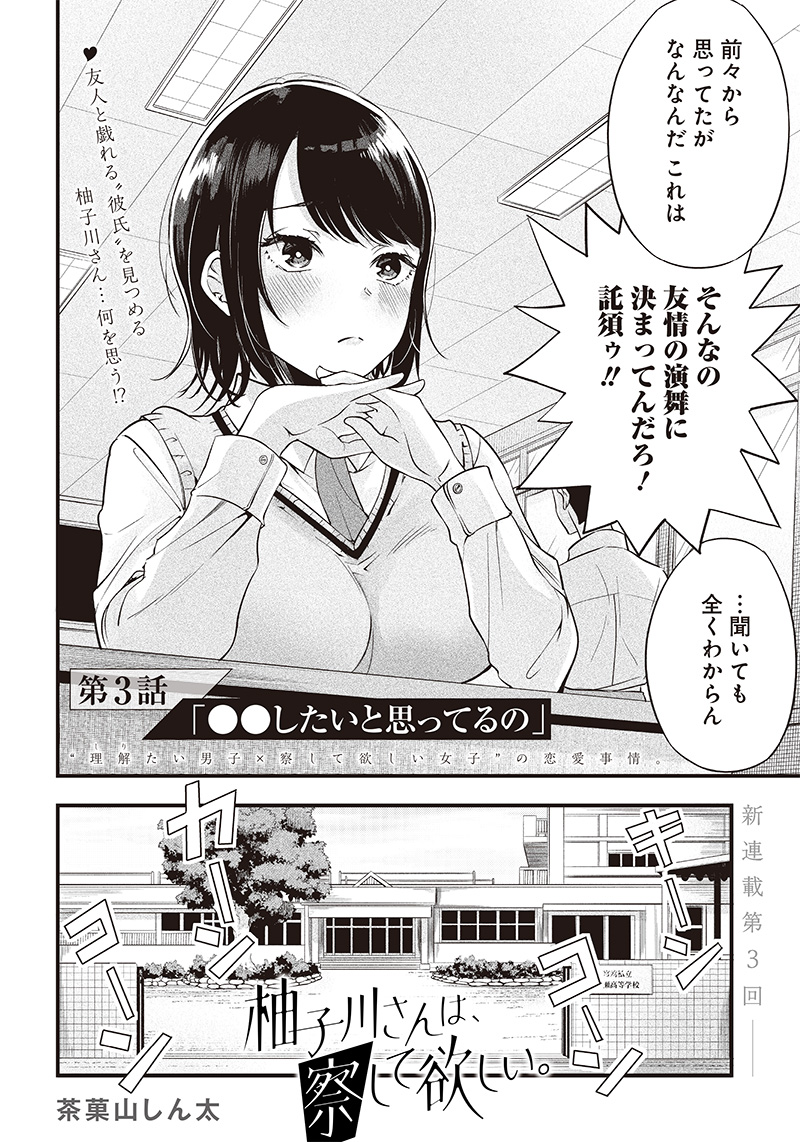 前々から
思ってたが
なんなんだ これは
そんなの
友情の演舞に
決まってんだろ！
託須ゥ!!
…聞いても
全くわからん
♥友人と戯れる〝彼氏〟を見つめる
柚子川さん…何を思う!?
第3話
「●●したいと思ってるの」
“理解たい男子×察して欲しい女子”の恋愛事情。
新連載第3回
キーン
コーン
カーン
コーン
高等学校
柚子川さんは、
察して欲しい。
茶菓山しん太